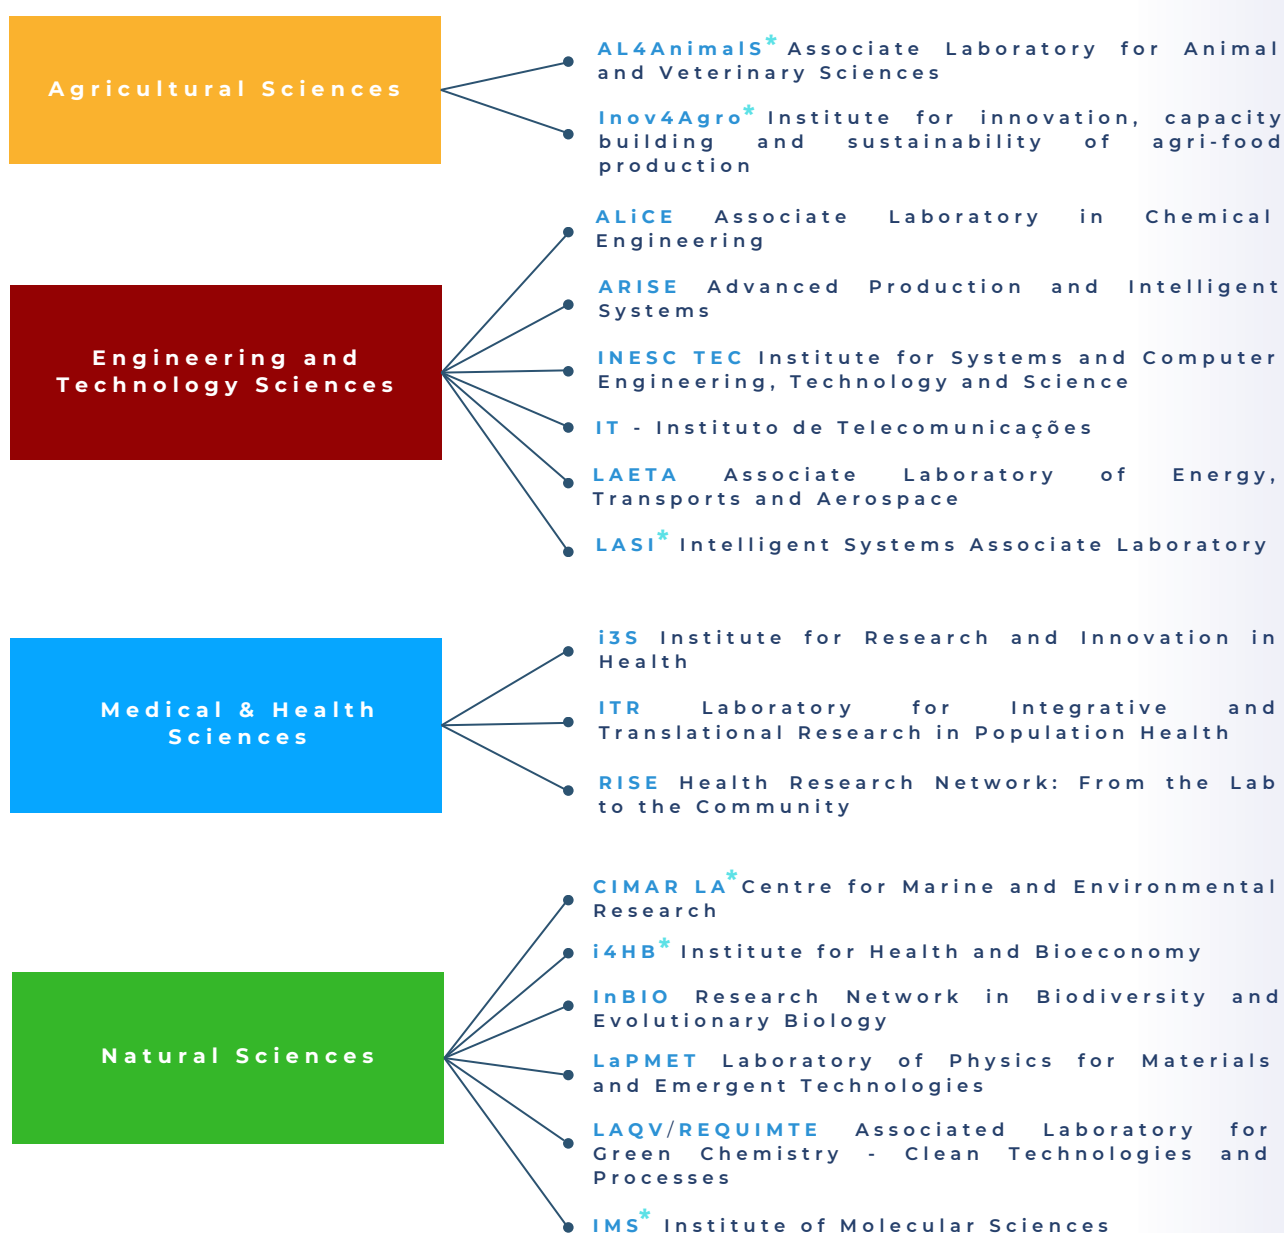 Agricultural Sciences
AL4AnimalS* Associate Laboratory for Animal
and Veterinary Sciences
Inov4Agro* Institute for innovation, capacity
building and sustainability of agri-food
production
Engineering and
Technology Sciences
ALiCE Associate Laboratory in Chemical
Engineering
ARISE Advanced Production and Intelligent
Systems
INESC TEC Institute for Systems and Computer
Engineering, Technology and Science
IT - Instituto de Telecomunicações
LAETA Associate Laboratory of Energy,
Transports and Aerospace
LASI* Intelligent Systems Associate Laboratory
Medical & Health
Sciences
i3S Institute for Research and Innovation in
Health
ITR Laboratory for Integrative and
Translational Research in Population Health
RISE Health Research Network: From the Lab
to the Community
Natural Sciences
CIMAR LA* Centre for Marine and Environmental
Research
i4HB* Institute for Health and Bioeconomy
InBIO Research Network in Biodiversity and
Evolutionary Biology
LaPMET Laboratory of Physics for Materials
and Emergent Technologies
LAQV/REQUIMTE Associated Laboratory for
Green Chemistry - Clean Technologies and
Processes
IMS* Institute of Molecular Sciences